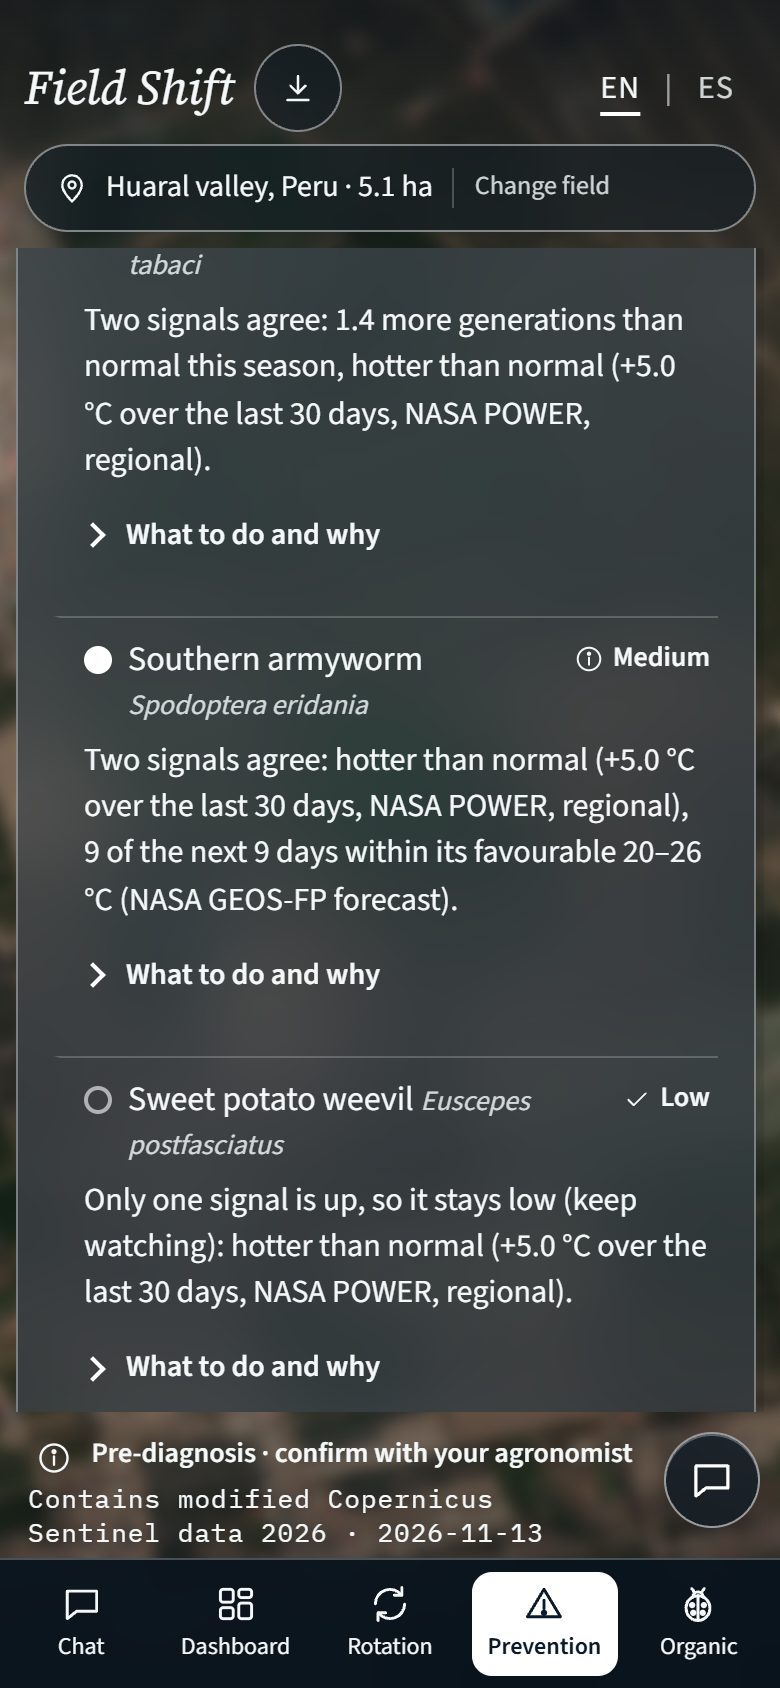 Field Shift
EN | ES
Huaral valley, Peru · 5.1 ha | Change field
tabaci
Two signals agree: 1.4 more generations than
normal this season, hotter than normal (+5.0
°C over the last 30 days, NASA POWER,
regional).
What to do and why
Southern armyworm
Medium
Spodoptera eridania
Two signals agree: hotter than normal (+5.0 °C
over the last 30 days, NASA POWER, regional),
9 of the next 9 days within its favourable 20–26
°C (NASA GEOS-FP forecast).
What to do and why
Sweet potato weevil Euscepes
Low
postfasciatus
Only one signal is up, so it stays low (keep
watching): hotter than normal (+5.0 °C over the
last 30 days, NASA POWER, regional).
What to do and why
Pre-diagnosis · confirm with your agronomist
Contains modified Copernicus
Sentinel data 2026 · 2026-11-13
Chat
Dashboard
Rotation
Prevention
Organic